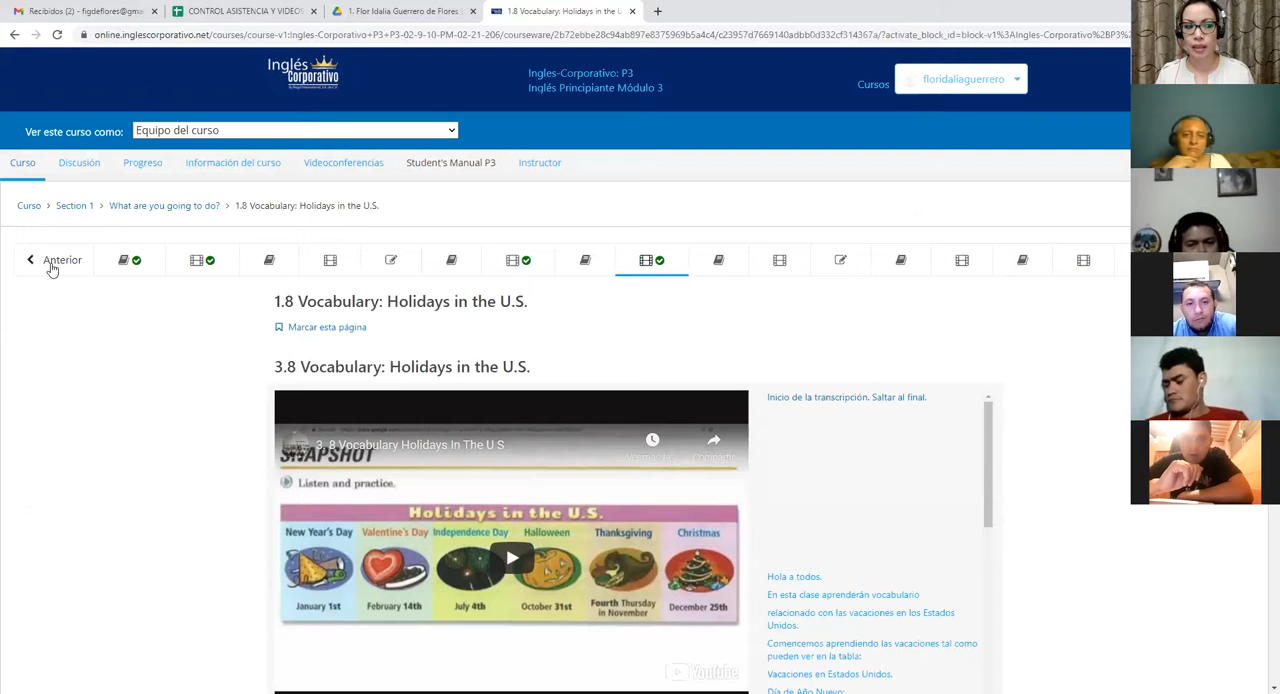 Recibidos (2) - figdeflores@gma
CONTROL ASISTENCIA Y VIDEOS
1. Flor Idalia Guerrero de Flores
1.8 Vocabulary: Holidays in the U
online.inglescorporativo.net/courses/course-v1:Ingles-Corporativo+P3+P3-02-9-10-PM-02-21-206/courseware/2b72ebbe28c94ab897e8375969b5a4c4/c23957d7669140adbb0d332cf314367a/?activate_block_id=block-v1%3AIngles-Corporativo%2BP3%
Inglés
Corporativo
Ingles-Corporativo: P3
Inglés Principiante Módulo 3
Cursos
floridaliaguerrero
Ver este curso como:
Equipo del curso
Curso
Discusión
Progreso
Información del curso
Videoconferencias
Student's Manual P3
Instructor
Curso > Section 1 > What are you going to do? > 1.8 Vocabulary: Holidays in the U.S.
Anterior
1.8 Vocabulary: Holidays in the U.S.
Marcar esta página
3.8 Vocabulary: Holidays in the U.S.
3. 8 Vocabulary Holidays In The U S
SNAPSHOT
Compartir
Listen and practice.
Holidays in the U.S.
New Year's Day
Valentine's Day
Independence Day
Halloween
Thanksgiving
Christmas
January 1st
February 14th
July 4th
October 31st
Fourth Thursday
in November
December 25th
YouTube
Inicio de la transcripción. Saltar al final.
Hola a todos.
En esta clase aprenderán vocabulario
relacionado con las vacaciones en los Estados
Unidos.
Comencemos aprendiendo las vacaciones tal como
pueden ver en la tabla:
Vacaciones en Estados Unidos.
Día de Año Nuevo: